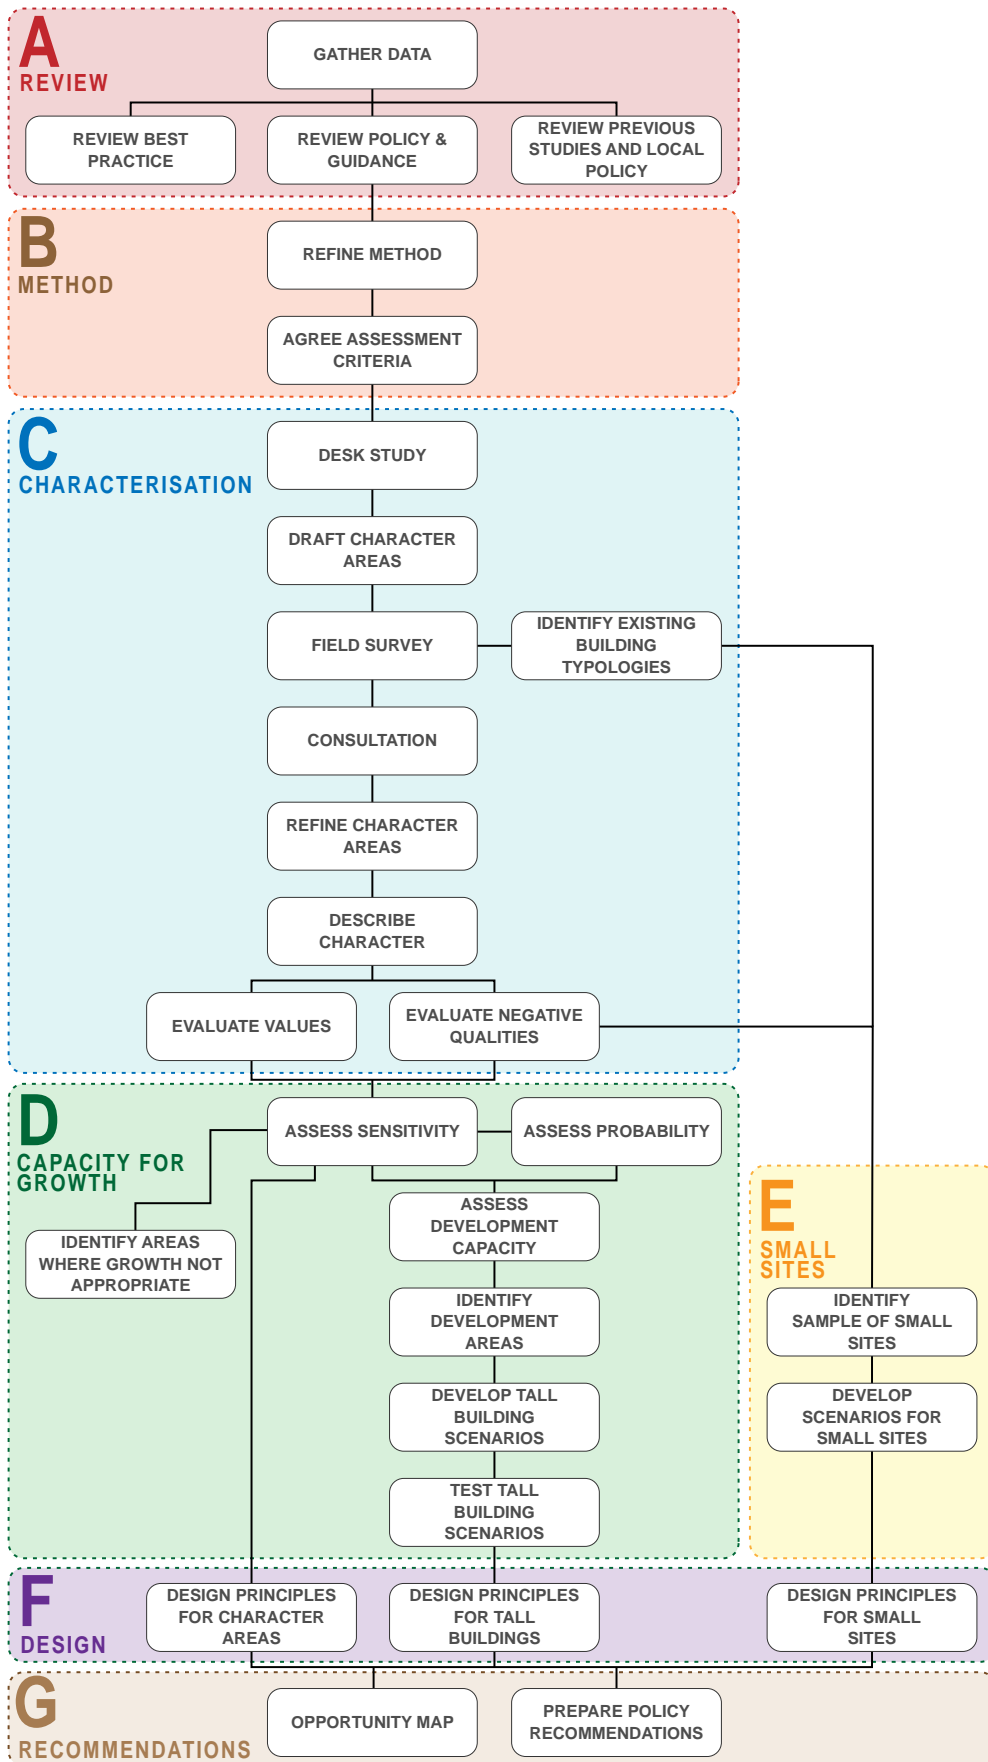 A
REVIEW
GATHER DATA
REVIEW BEST
PRACTICE
REVIEW POLICY &
GUIDANCE
REVIEW PREVIOUS
STUDIES AND LOCAL
POLICY
B
METHOD
REFINE METHOD
AGREE ASSESSMENT
CRITERIA
C
CHARACTERISATION
DESK STUDY
DRAFT CHARACTER
AREAS
FIELD SURVEY
IDENTIFY EXISTING
BUILDING
TYPOLOGIES
CONSULTATION
REFINE CHARACTER
AREAS
DESCRIBE
CHARACTER
EVALUATE VALUES
EVALUATE NEGATIVE
QUALITIES
D
CAPACITY FOR
GROWTH
ASSESS SENSITIVITY
ASSESS PROBABILITY
IDENTIFY AREAS
WHERE GROWTH NOT
APPROPRIATE
ASSESS
DEVELOPMENT
CAPACITY
IDENTIFY
DEVELOPMENT
AREAS
DEVELOP TALL
BUILDING
SCENARIOS
TEST TALL
BUILDING
SCENARIOS
E
SMALL
SITES
IDENTIFY
SAMPLE OF SMALL
SITES
DEVELOP
SCENARIOS FOR
SMALL SITES
F
DESIGN
DESIGN PRINCIPLES
FOR CHARACTER
AREAS
DESIGN PRINCIPLES
FOR TALL
BUILDINGS
DESIGN PRINCIPLES
FOR SMALL
SITES
G
RECOMMENDATIONS
OPPORTUNITY MAP
PREPARE POLICY
RECOMMENDATIONS